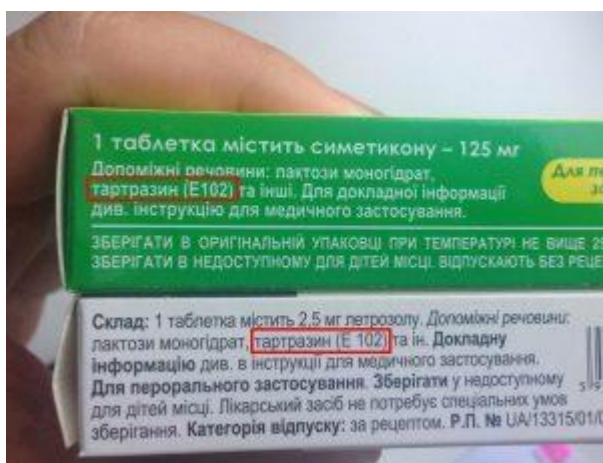 1 таблетка містить симетикону – 125 мг
Допоміжні речовини: лактози моногідрат,
тартразин (E102) та інші. Для докладної інформації
див. інструкцію для медичного застосування.
Для
ЗБЕРІГАТИ В ОРИГІНАЛЬНІЙ УПАКОВЦІ ПРИ ТЕМПЕРАТУРІ НЕ ВИЩЕ
ЗБЕРІГАТИ В НЕДОСТУПНОМУ ДЛЯ ДІТЕЙ МІСЦІ. ВІДПУСКАЮТЬ БЕЗ
Склад: 1 таблетка містить 2,5 мг летрозолу. Допоміжні речовини:
лактози моногідрат, тартразин (E 102) та ін. Докладну
інформацію див. в інструкції для медичного застосування.
Для перорального застосування. Зберігати у недоступному
для дітей місці. Лікарський засіб не потребує спеціальних умов
зберігання. Категорія відпуску: за рецептом. Р.П. № UA/13315/01/